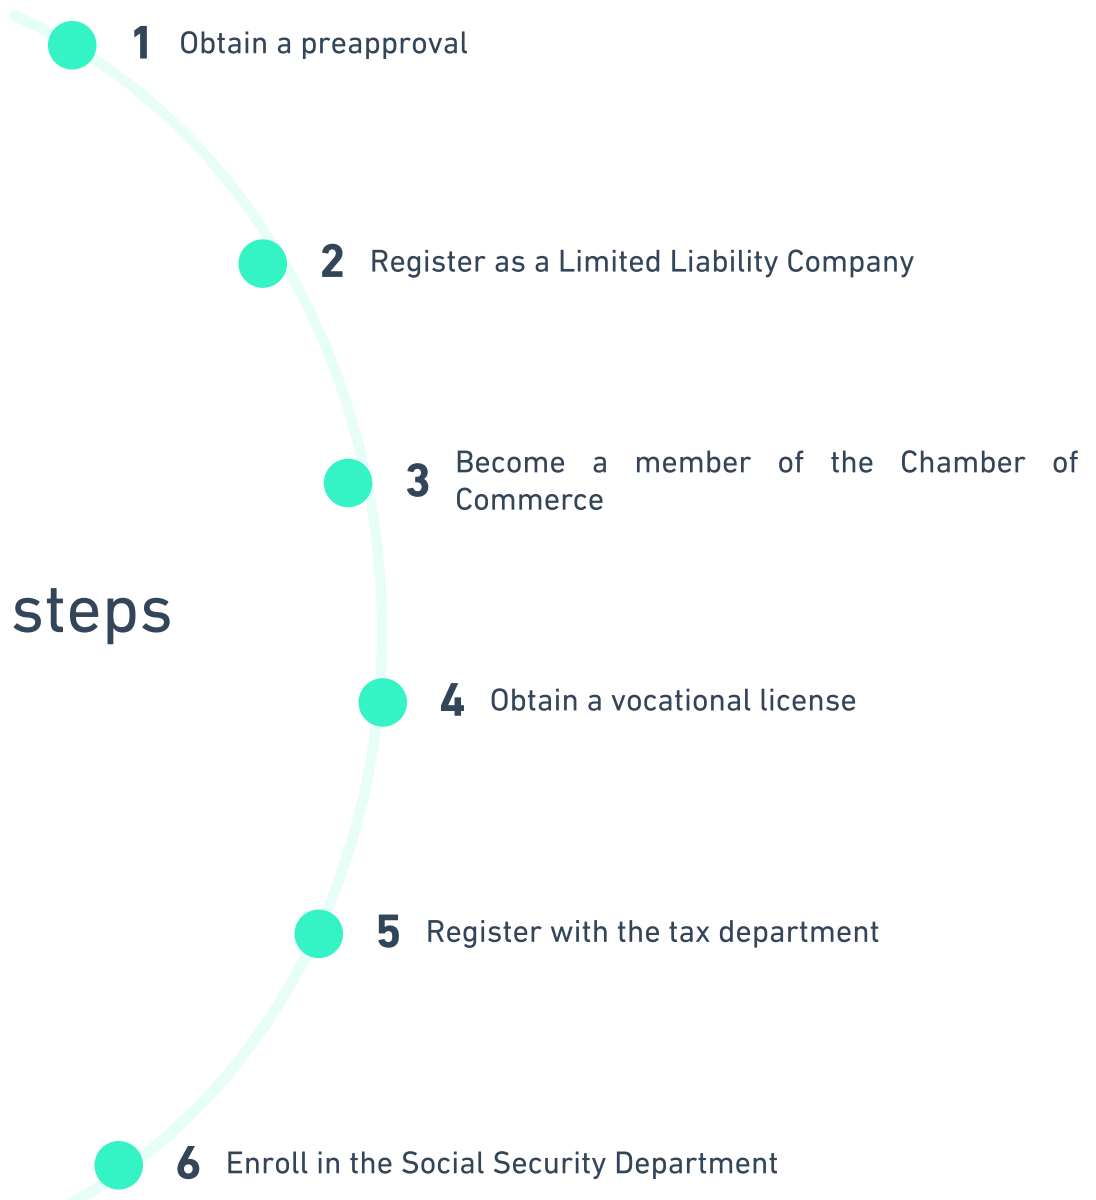 1 Obtain a preapproval
2 Register as a Limited Liability Company
3 Become a member of the Chamber of
Commerce
steps
4 Obtain a vocational license
5 Register with the tax department
6 Enroll in the Social Security Department